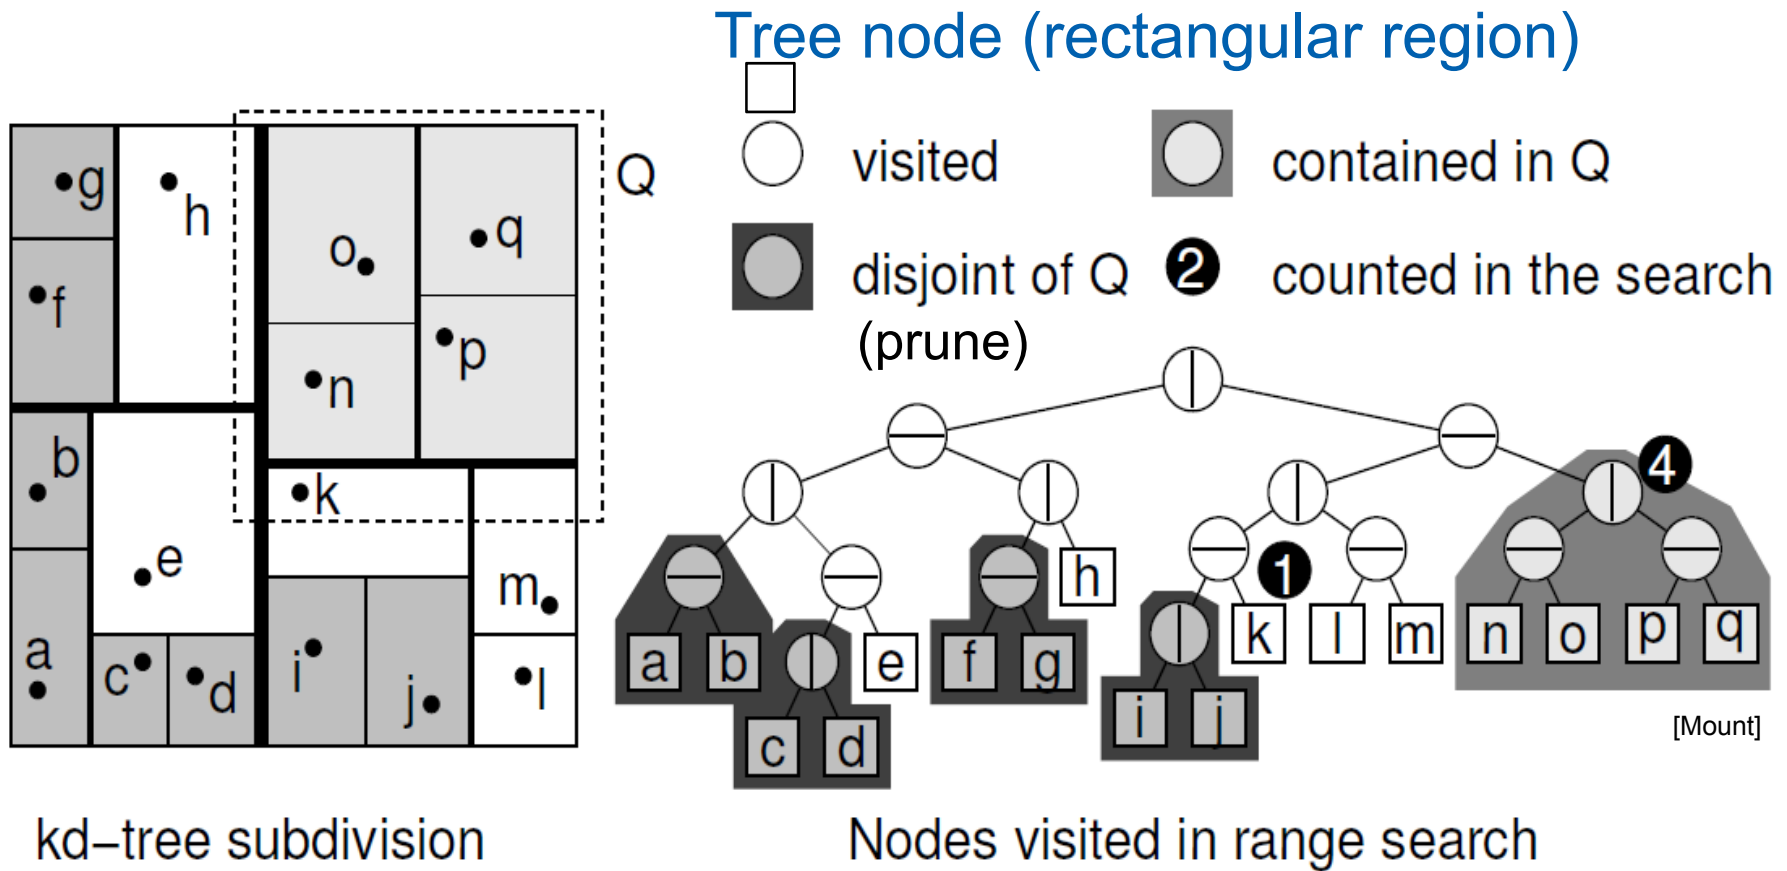 Tree node (rectangular region)
visited
contained in Q
disjoint of Q
2
counted in the search
(prune)
g
h
Q
o
q
f
p
n
b
k
e
m
a
c
d
i
j
l
4
1
h
a
b
e
f
g
k
l
m
n
o
p
q
c
d
i
j
[Mount]
kd–tree subdivision
Nodes visited in range search